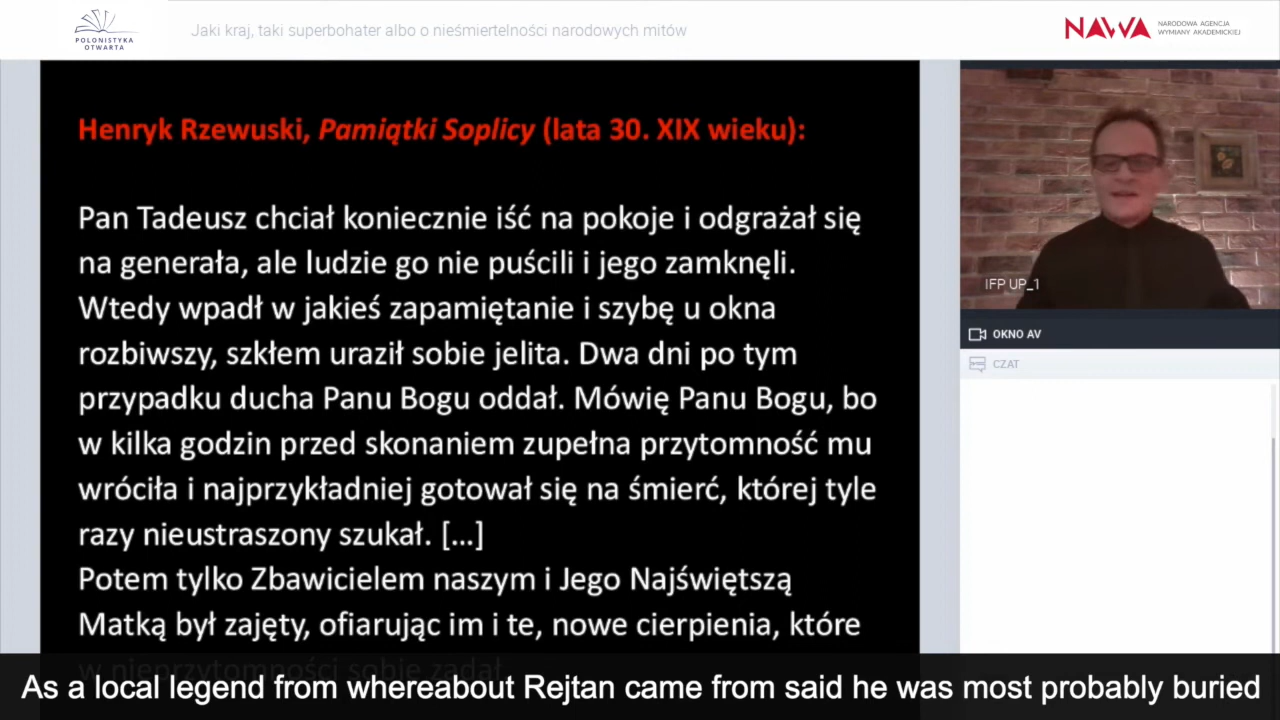 POLONISTYKA
OTWARTA
Jaki kraj, taki superbohater albo o nieśmiertelności narodowych mitów
NAWA
NARODOWA AGENCJA
WYMIANY AKADEMICKIEJ
Henryk Rzewuski, Pamiątki Soplicy (lata 30. XIX wieku):
Pan Tadeusz chciał koniecznie iść na pokoje i odgrażał się
na generała, ale ludzie go nie puścili i jego zamknęli.
Wtedy wpadł w jakieś zapamiętanie i szybę u okna
rozbiwszy, szkłem uraził sobie jelita. Dwa dni po tym
przypadku ducha Panu Bogu oddał. Mówię Panu Bogu, bo
w kilka godzin przed skonaniem zupełna przytomność mu
wróciła i najprzykładniej gotował się na śmierć, której tyle
razy nieustraszony szukał. […]
Potem tylko Zbawicielem naszym i Jego Najświętszą
Matką był zajęty, ofiarując im i te, nowe cierpienia, które
w nieprzytomności sobie zadał.
IFP UP_1
OKNO AV
CZAT
As a local legend from whereabout Rejtan came from said he was most probably buried